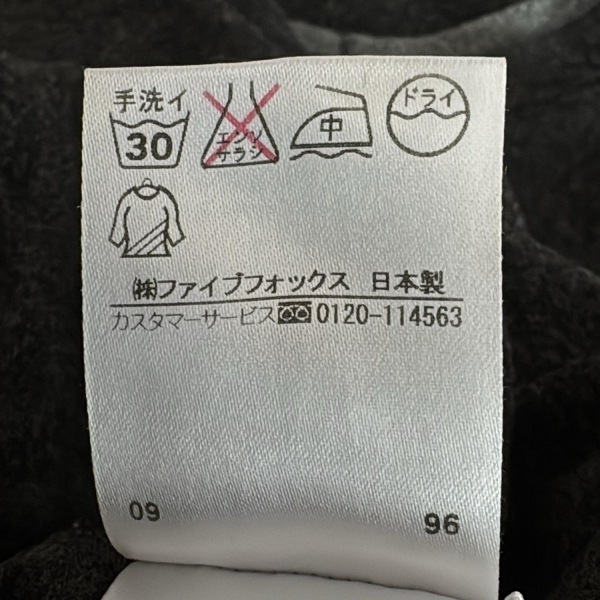 手洗イ
30
エンソ
サラシ
中
ドライ
㈱ファイブフォックス 日本製
カスタマーサービス 0120-114563
09
96